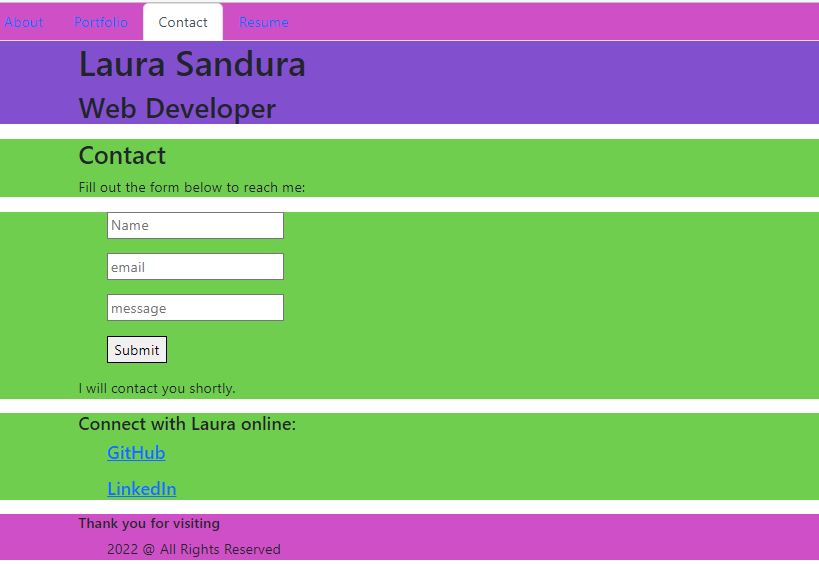 About Portfolio Contact Resume
Laura Sandura
Web Developer
Contact
Fill out the form below to reach me:
Name
email
message
Submit
I will contact you shortly.
Connect with Laura online:
GitHub
LinkedIn
Thank you for visiting
2022 @ All Rights Reserved